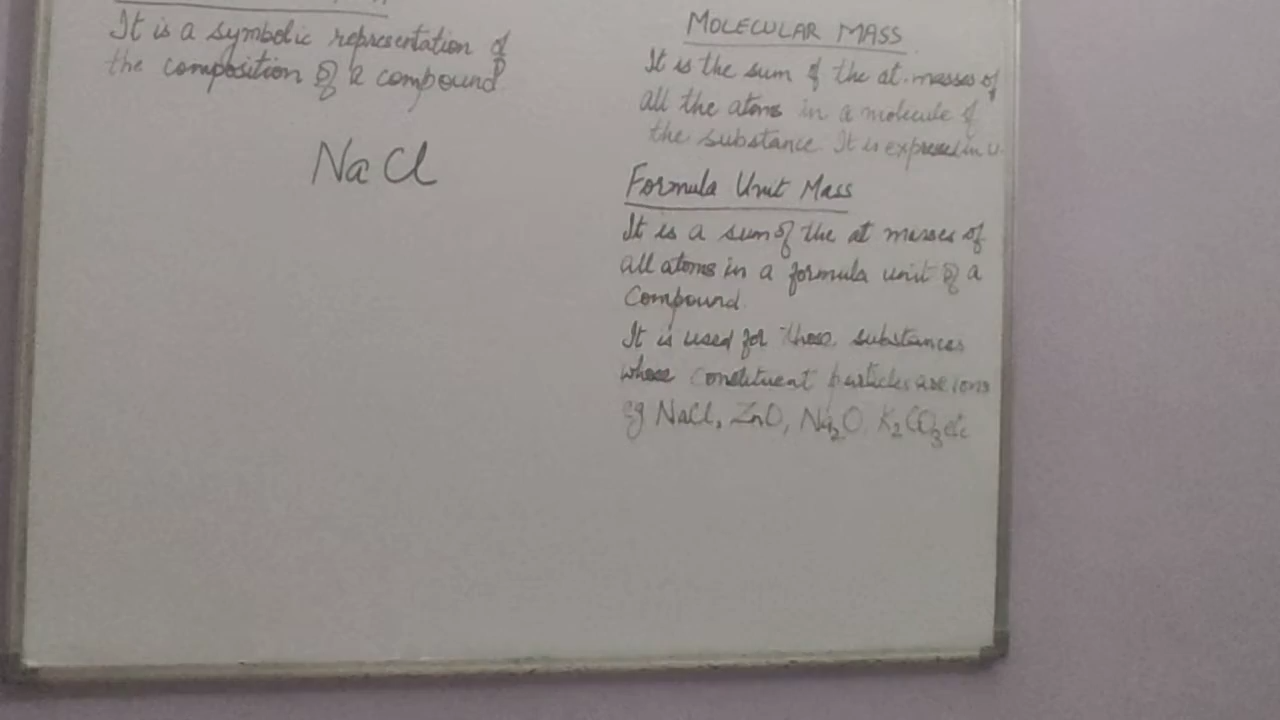 It is a symbolic representation of
the composition of a compound
NaCl
MOLECULAR MASS
It is the sum of the at. masses of
all the atoms in a molecule of
the substance. It is expressed in u.
Formula Unit Mass
It is a sum of the at masses of
all atoms in a formula unit of a
Compound.
It is used for those substances
whose constituent particles are ions
eg NaCl, ZnO, Na₂O, K₂CO₃ etc